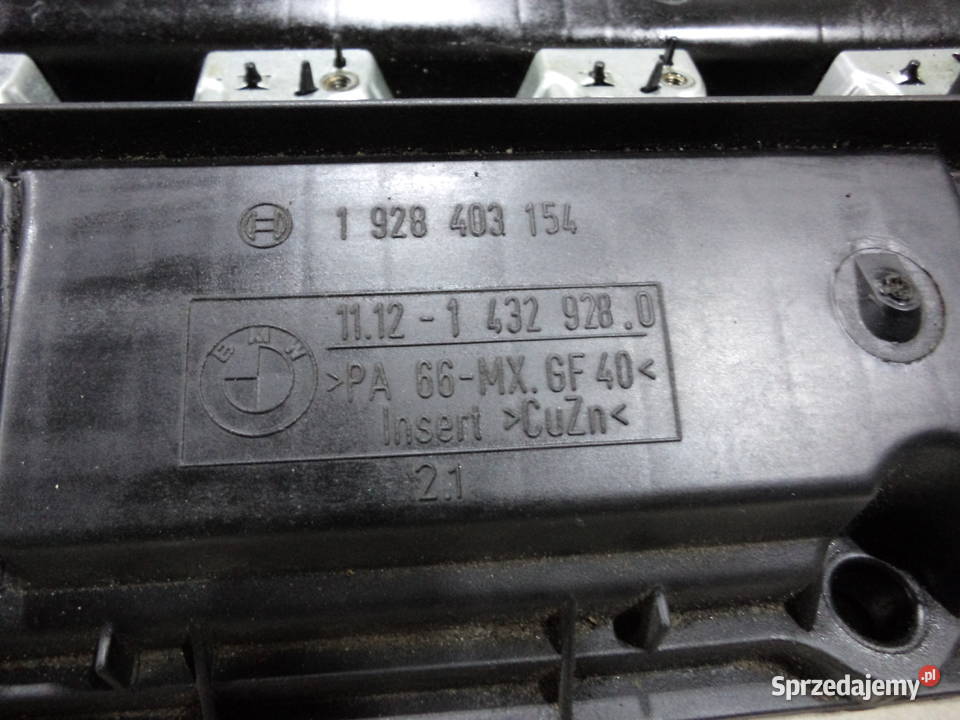 1 928 403 154
BMW
11.12 - 1 432 928.0
>PA 66-MX.GF 40<
Insert >CuZn<
2.1
Sprzedajemy.pl